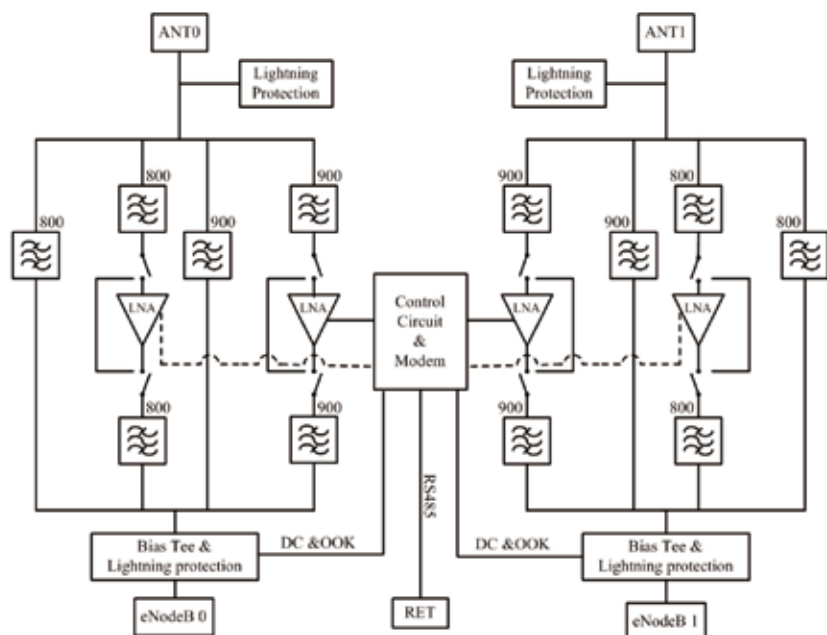 ANT0
ANT1
Lightning
Protection
Lightning
Protection
800
900
900
800
800
900
900
800
LNA
LNA
Control
Circuit
&
Modem
LNA
LNA
800
900
900
800
RS485
Bias Tee &
Lightning protection
DC &OOK
DC &OOK
Bias Tee &
Lightning protection
eNodeB 0
RET
eNodeB 1